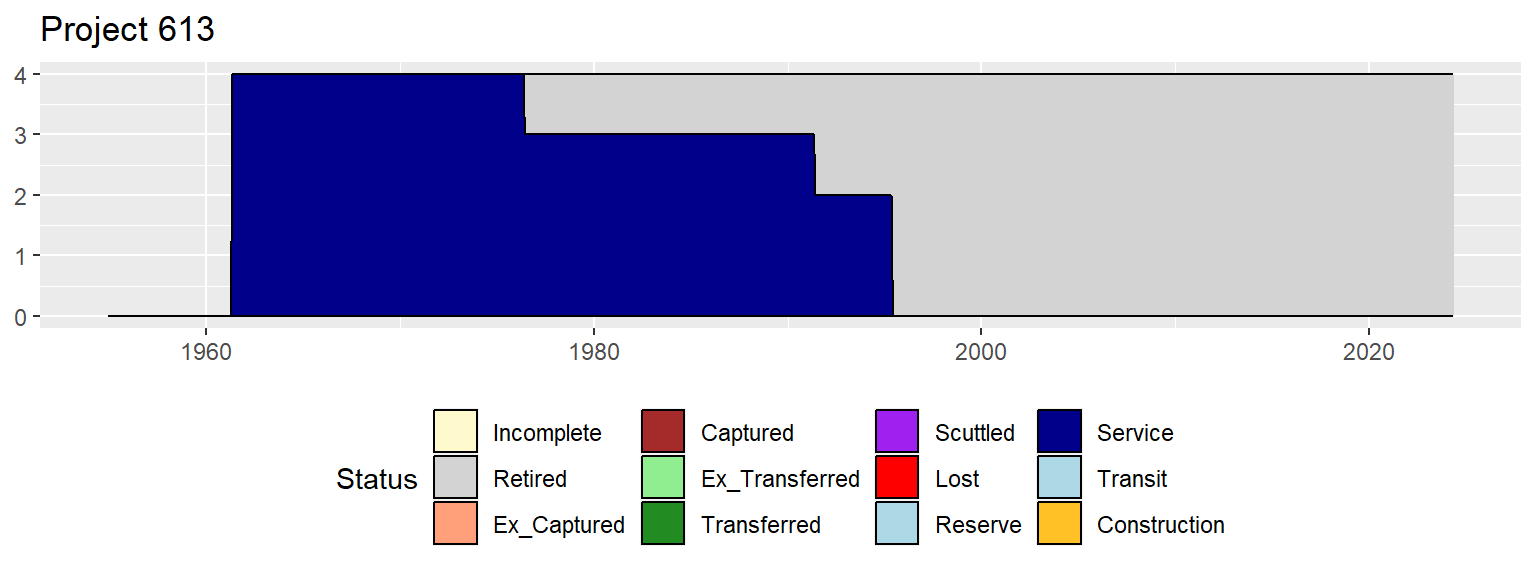 Project 613
4
3
2
1
0
1960 1980 2000 2020
Status
Incomplete Captured Scuttled Service
Retired Ex_Transferred Lost Transit
Ex_Captured Transferred Reserve Construction